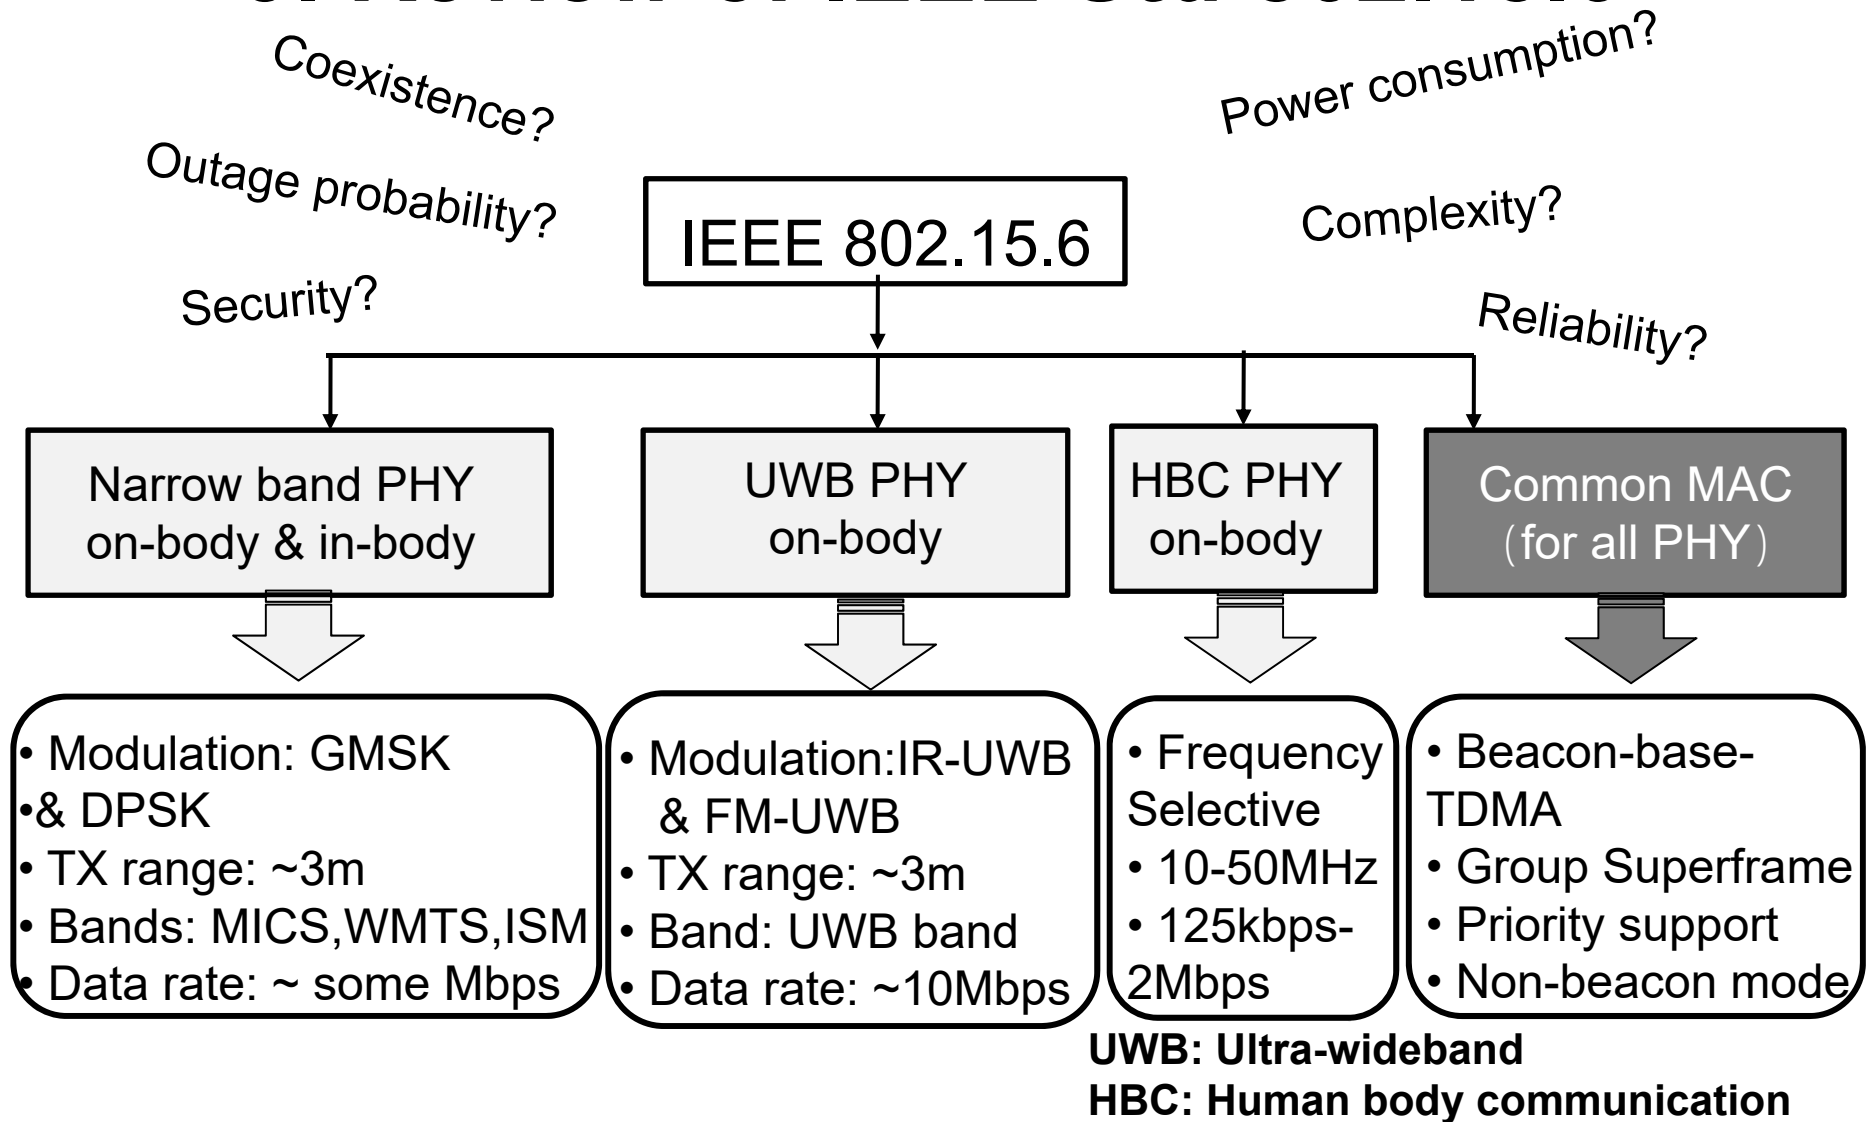 Coexistence?
Power consumption?
Outage probability?
Complexity?
IEEE 802.15.6
Security?
Reliability?
Narrow band PHY
on-body & in-body
UWB PHY
on-body
HBC PHY
on-body
Common MAC
(for all PHY)
• Modulation: GMSK
•& DPSK
• TX range: ~3m
• Bands: MICS,WMTS,ISM
• Data rate: ~ some Mbps
• Modulation:IR-UWB
& FM-UWB
• TX range: ~3m
• Band: UWB band
• Data rate: ~10Mbps
• Frequency
Selective
• 10-50MHz
• 125kbps-
2Mbps
• Beacon-base-
TDMA
• Group Superframe
• Priority support
• Non-beacon mode
UWB: Ultra-wideband
HBC: Human body communication